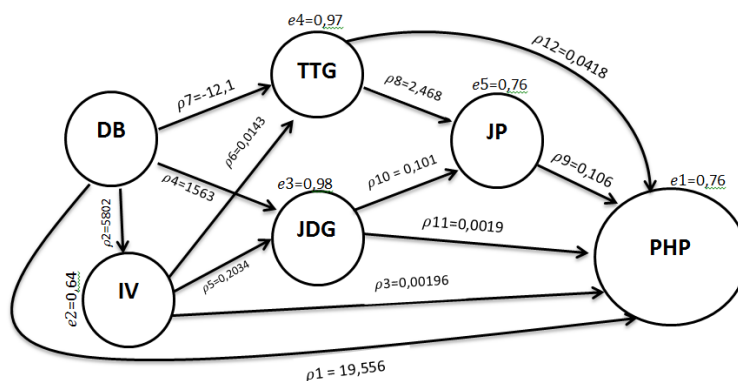 e4=0,97
ρ12=0,0418
TTG
ρ7=-12,1
ρ8=2,468
e5=0,76
DB
JP
ρ6=0,0143
ρ4=1563
e3=0,98
ρ10 = 0,101
ρ9=0,106
e1=0,76
ρ2=5802
JDG
ρ11=0,0019
PHP
e2=0,64
IV
ρ5=0,2034
ρ3=0,00196
ρ1 = 19,556